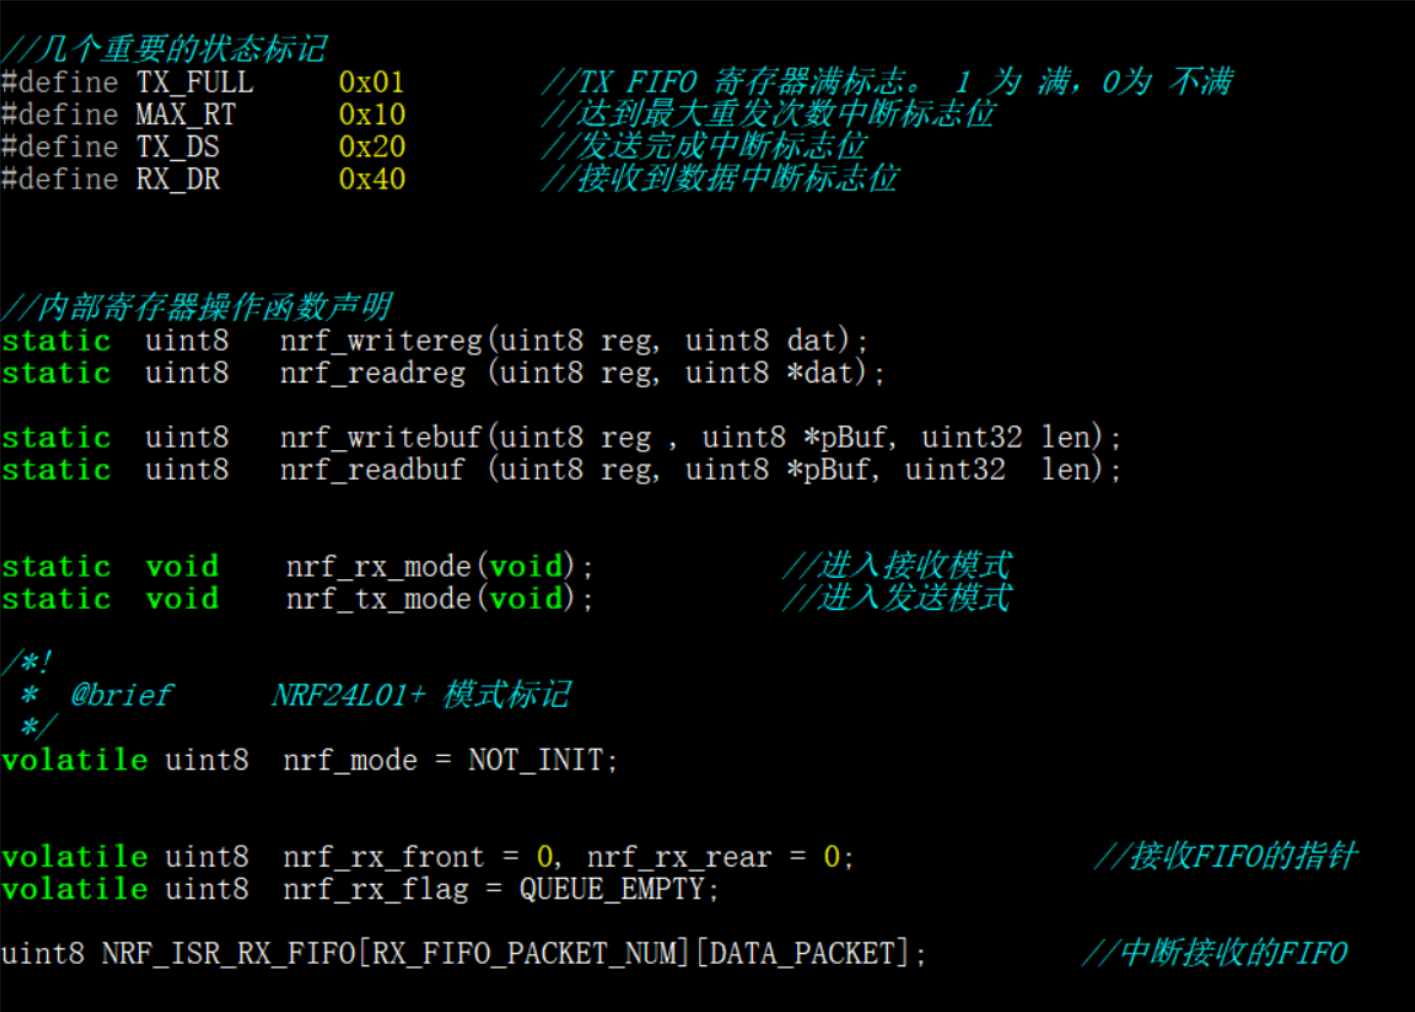 //几个重要的状态标记
#define TX_FULL     0x01        //TX FIFO 寄存器满标志。 1 为 满，0为 不满
#define MAX_RT      0x10        //达到最大重发次数中断标志位
#define TX_DS       0x20        //发送完成中断标志位
#define RX_DR       0x40        //接收到数据中断标志位
//内部寄存器操作函数声明
static  uint8   nrf_writereg(uint8 reg, uint8 dat);
static  uint8   nrf_readreg (uint8 reg, uint8 *dat);
static  uint8   nrf_writebuf(uint8 reg , uint8 *pBuf, uint32 len);
static  uint8   nrf_readbuf (uint8 reg, uint8 *pBuf, uint32  len);
static  void    nrf_rx_mode(void);           //进入接收模式
static  void    nrf_tx_mode(void);           //进入发送模式
/*!
 *  @brief      NRF24L01+ 模式标记
 */
volatile uint8  nrf_mode = NOT_INIT;
volatile uint8  nrf_rx_front = 0, nrf_rx_rear = 0;              //接收FIFO的指针
volatile uint8  nrf_rx_flag = QUEUE_EMPTY;
uint8 NRF_ISR_RX_FIFO[RX_FIFO_PACKET_NUM][DATA_PACKET];         //中断接收的FIFO